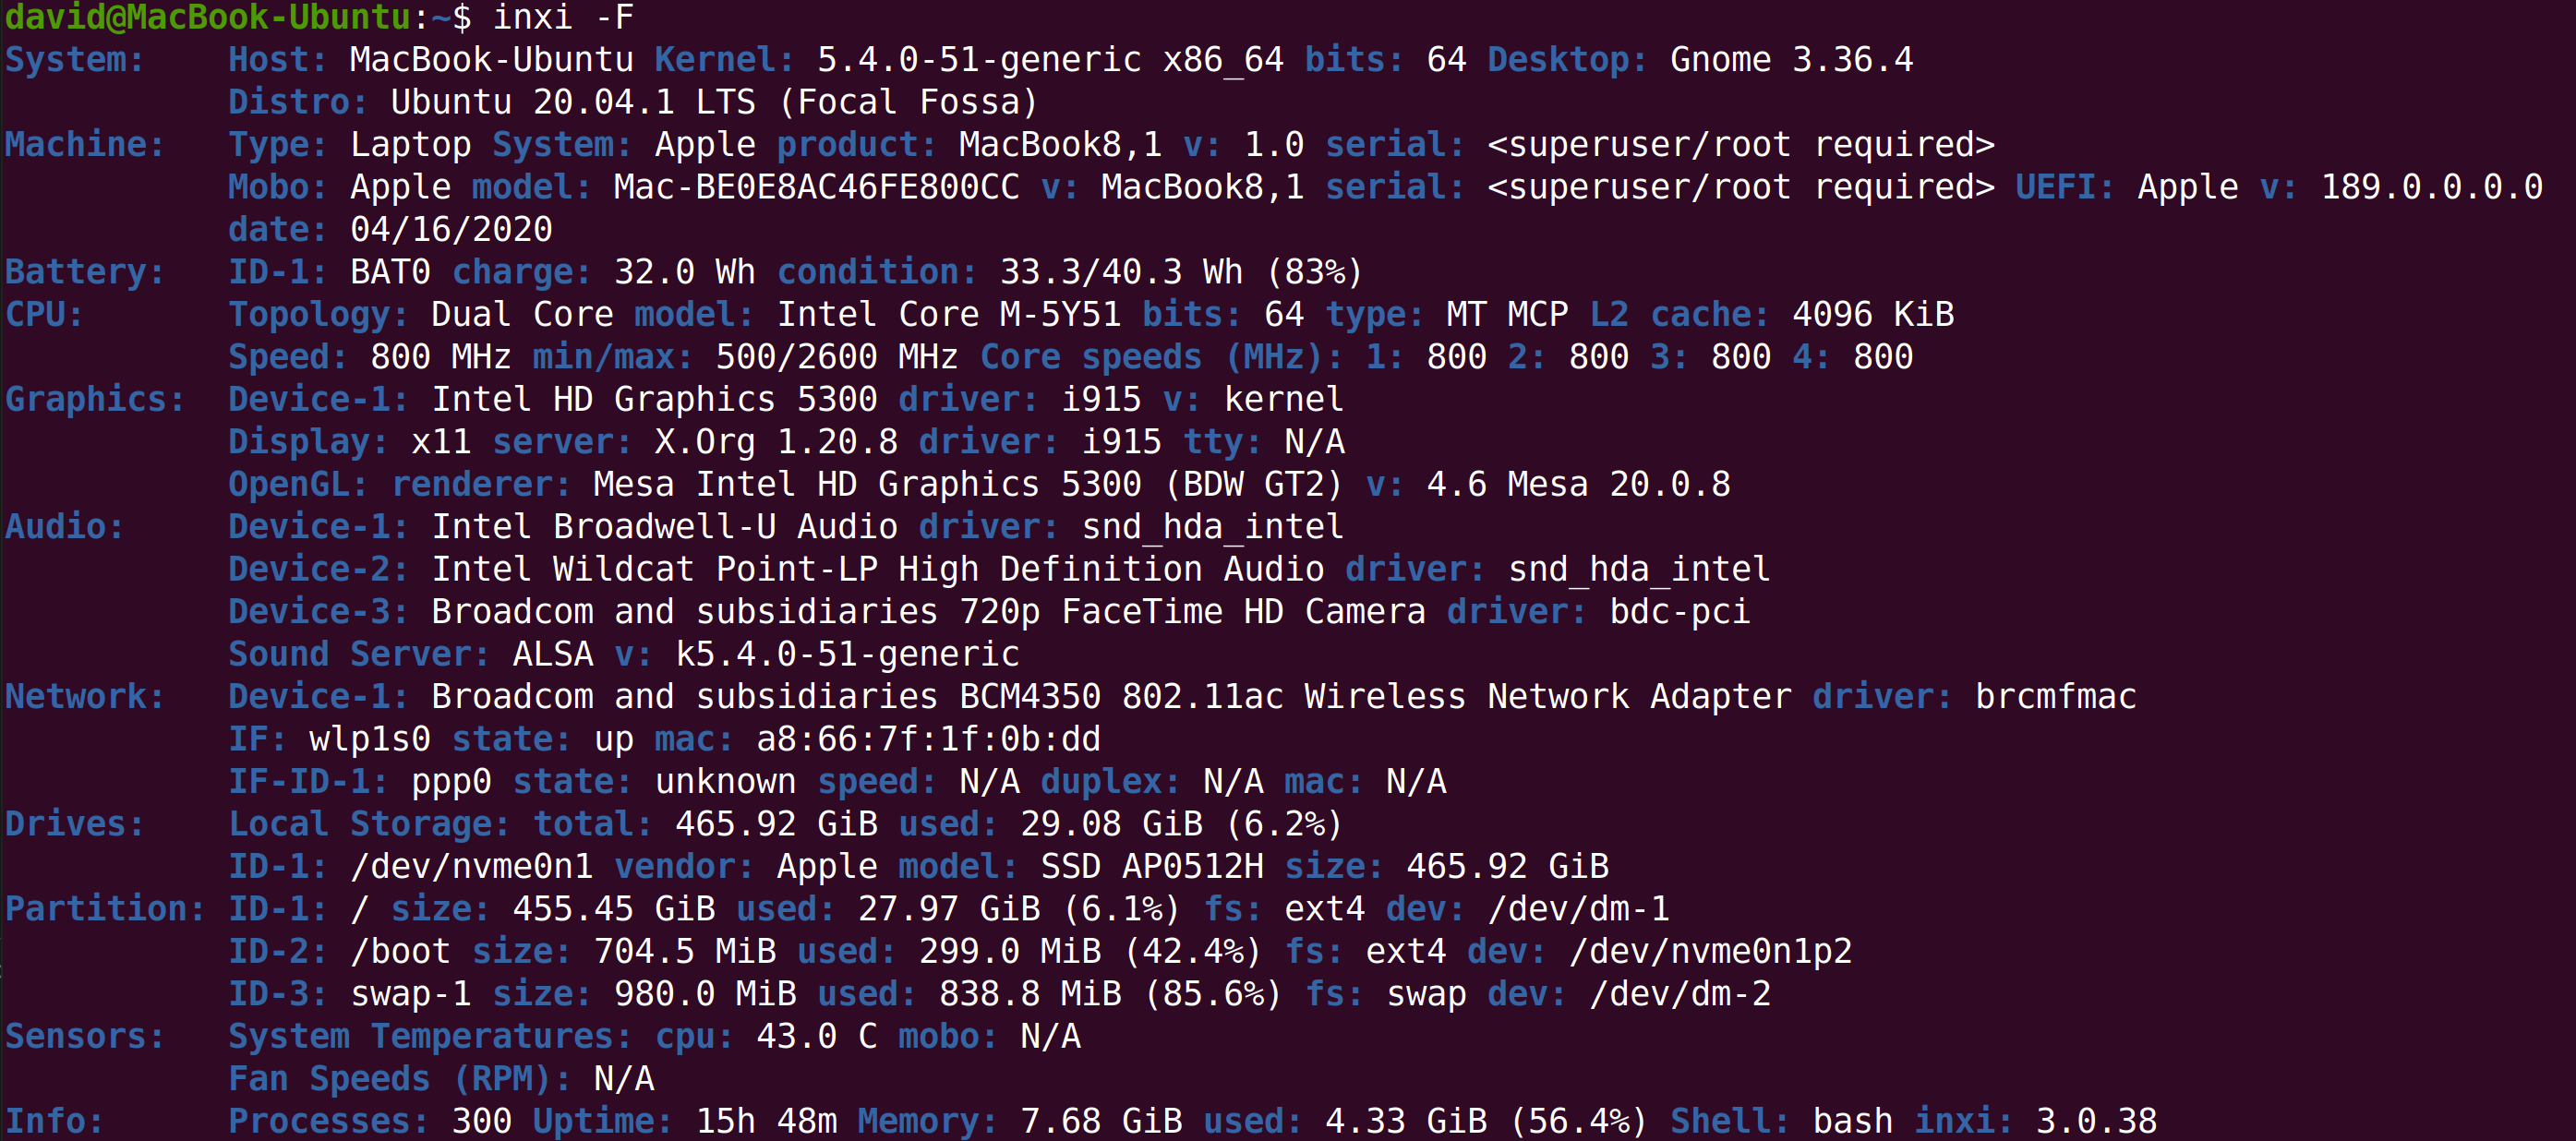 david@MacBook-Ubuntu:~$ inxi -F
System:    Host: MacBook-Ubuntu Kernel: 5.4.0-51-generic x86_64 bits: 64 Desktop: Gnome 3.36.4
           Distro: Ubuntu 20.04.1 LTS (Focal Fossa)
Machine:   Type: Laptop System: Apple product: MacBook8,1 v: 1.0 serial: <superuser/root required>
           Mobo: Apple model: Mac-BE0E8AC46FE800CC v: MacBook8,1 serial: <superuser/root required> UEFI: Apple v: 189.0.0.0.0
           date: 04/16/2020
Battery:   ID-1: BAT0 charge: 32.0 Wh condition: 33.3/40.3 Wh (83%)
CPU:       Topology: Dual Core model: Intel Core M-5Y51 bits: 64 type: MT MCP L2 cache: 4096 KiB
           Speed: 800 MHz min/max: 500/2600 MHz Core speeds (MHz): 1: 800 2: 800 3: 800 4: 800
Graphics:  Device-1: Intel HD Graphics 5300 driver: i915 v: kernel
           Display: x11 server: X.Org 1.20.8 driver: i915 tty: N/A
           OpenGL: renderer: Mesa Intel HD Graphics 5300 (BDW GT2) v: 4.6 Mesa 20.0.8
Audio:     Device-1: Intel Broadwell-U Audio driver: snd_hda_intel
           Device-2: Intel Wildcat Point-LP High Definition Audio driver: snd_hda_intel
           Device-3: Broadcom and subsidiaries 720p FaceTime HD Camera driver: bdc-pci
           Sound Server: ALSA v: k5.4.0-51-generic
Network:   Device-1: Broadcom and subsidiaries BCM4350 802.11ac Wireless Network Adapter driver: brcmfmac
           IF: wlp1s0 state: up mac: a8:66:7f:1f:0b:dd
           IF-ID-1: ppp0 state: unknown speed: N/A duplex: N/A mac: N/A
Drives:    Local Storage: total: 465.92 GiB used: 29.08 GiB (6.2%)
           ID-1: /dev/nvme0n1 vendor: Apple model: SSD AP0512H size: 465.92 GiB
Partition: ID-1: / size: 455.45 GiB used: 27.97 GiB (6.1%) fs: ext4 dev: /dev/dm-1
           ID-2: /boot size: 704.5 MiB used: 299.0 MiB (42.4%) fs: ext4 dev: /dev/nvme0n1p2
           ID-3: swap-1 size: 980.0 MiB used: 838.8 MiB (85.6%) fs: swap dev: /dev/dm-2
Sensors:   System Temperatures: cpu: 43.0 C mobo: N/A
           Fan Speeds (RPM): N/A
Info:      Processes: 300 Uptime: 15h 48m Memory: 7.68 GiB used: 4.33 GiB (56.4%) Shell: bash inxi: 3.0.38